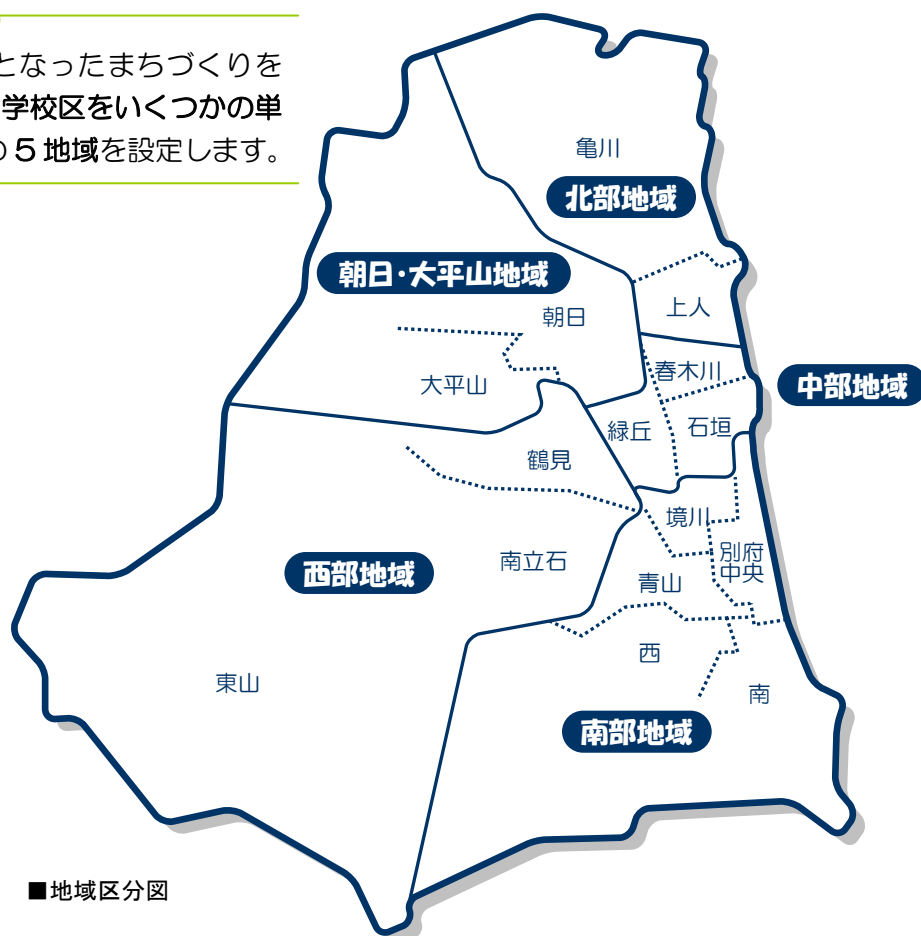 となったまちづくりを
学校区をいくつかの単
5地域を設定します。
亀川
北部地域
朝日・大平山地域
上人
朝日
春木川
大平山
中部地域
緑丘
石垣
鶴見
境川
別府
中央
南立石
西部地域
青山
西
東山
南
南部地域
■地域区分図